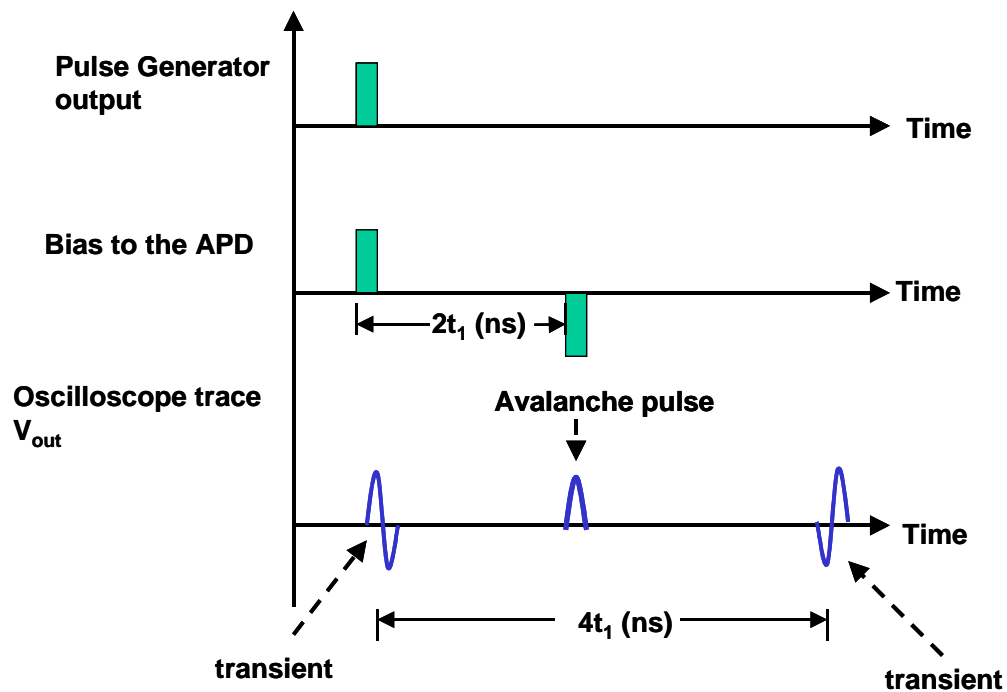 Pulse Generator
output
Time
Bias to the APD
Time
2t₁ (ns)
Oscilloscope trace
V_out
Avalanche pulse
Time
4t₁ (ns)
transient
transient